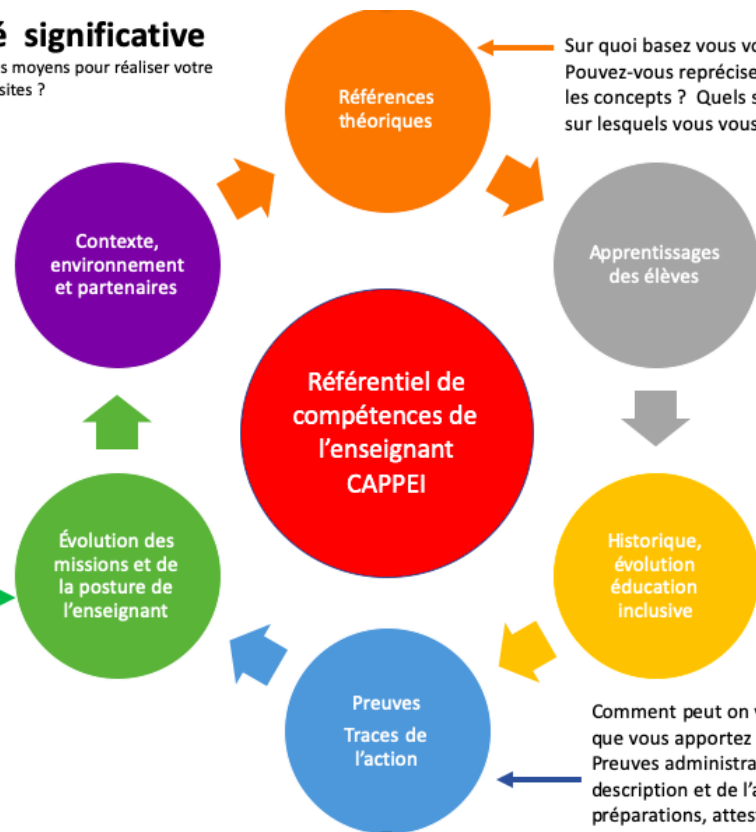 é significative
s moyens pour réaliser votre
sites ?
Sur quoi basez vous vo
Pouvez-vous reprécise
les concepts ? Quels s
sur lesquels vous vous
Références
théoriques
Contexte,
environnement
et partenaires
Apprentissages
des élèves
Référentiel de
compétences de
l'enseignant
CAPPEI
Évolution des
missions et de
la posture de
l'enseignant
Historique,
évolution
éducation
inclusive
Preuves
Traces de
l'action
Comment peut on v
que vous apportez
Preuves administra
description et de l'a
préparations, attes